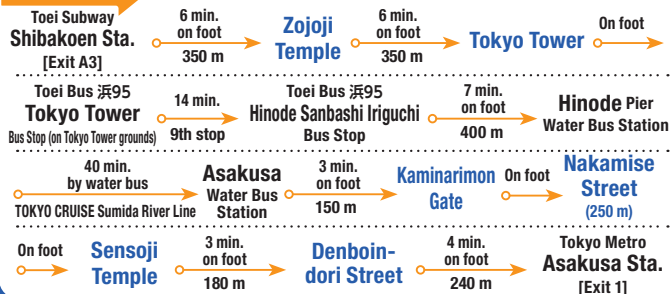 Toei Subway
Shibakoen Sta.
[Exit A3]
6 min.
on foot
350 m
Zojoji
Temple
6 min.
on foot
350 m
Tokyo Tower
On foot
Toei Bus 浜95
Tokyo Tower
Bus Stop (on Tokyo Tower grounds)
14 min.
9th stop
Toei Bus 浜95
Hinode Sanbashi Iriguchi
Bus Stop
7 min.
on foot
400 m
Hinode Pier
Water Bus Station
40 min.
by water bus
TOKYO CRUISE Sumida River Line
Asakusa
Water Bus
Station
3 min.
on foot
150 m
Kaminarimon
Gate
On foot
Nakamise
Street
(250 m)
On foot
Sensoji
Temple
3 min.
on foot
180 m
Denboin-
dori Street
4 min.
on foot
240 m
Tokyo Metro
Asakusa Sta.
[Exit 1]